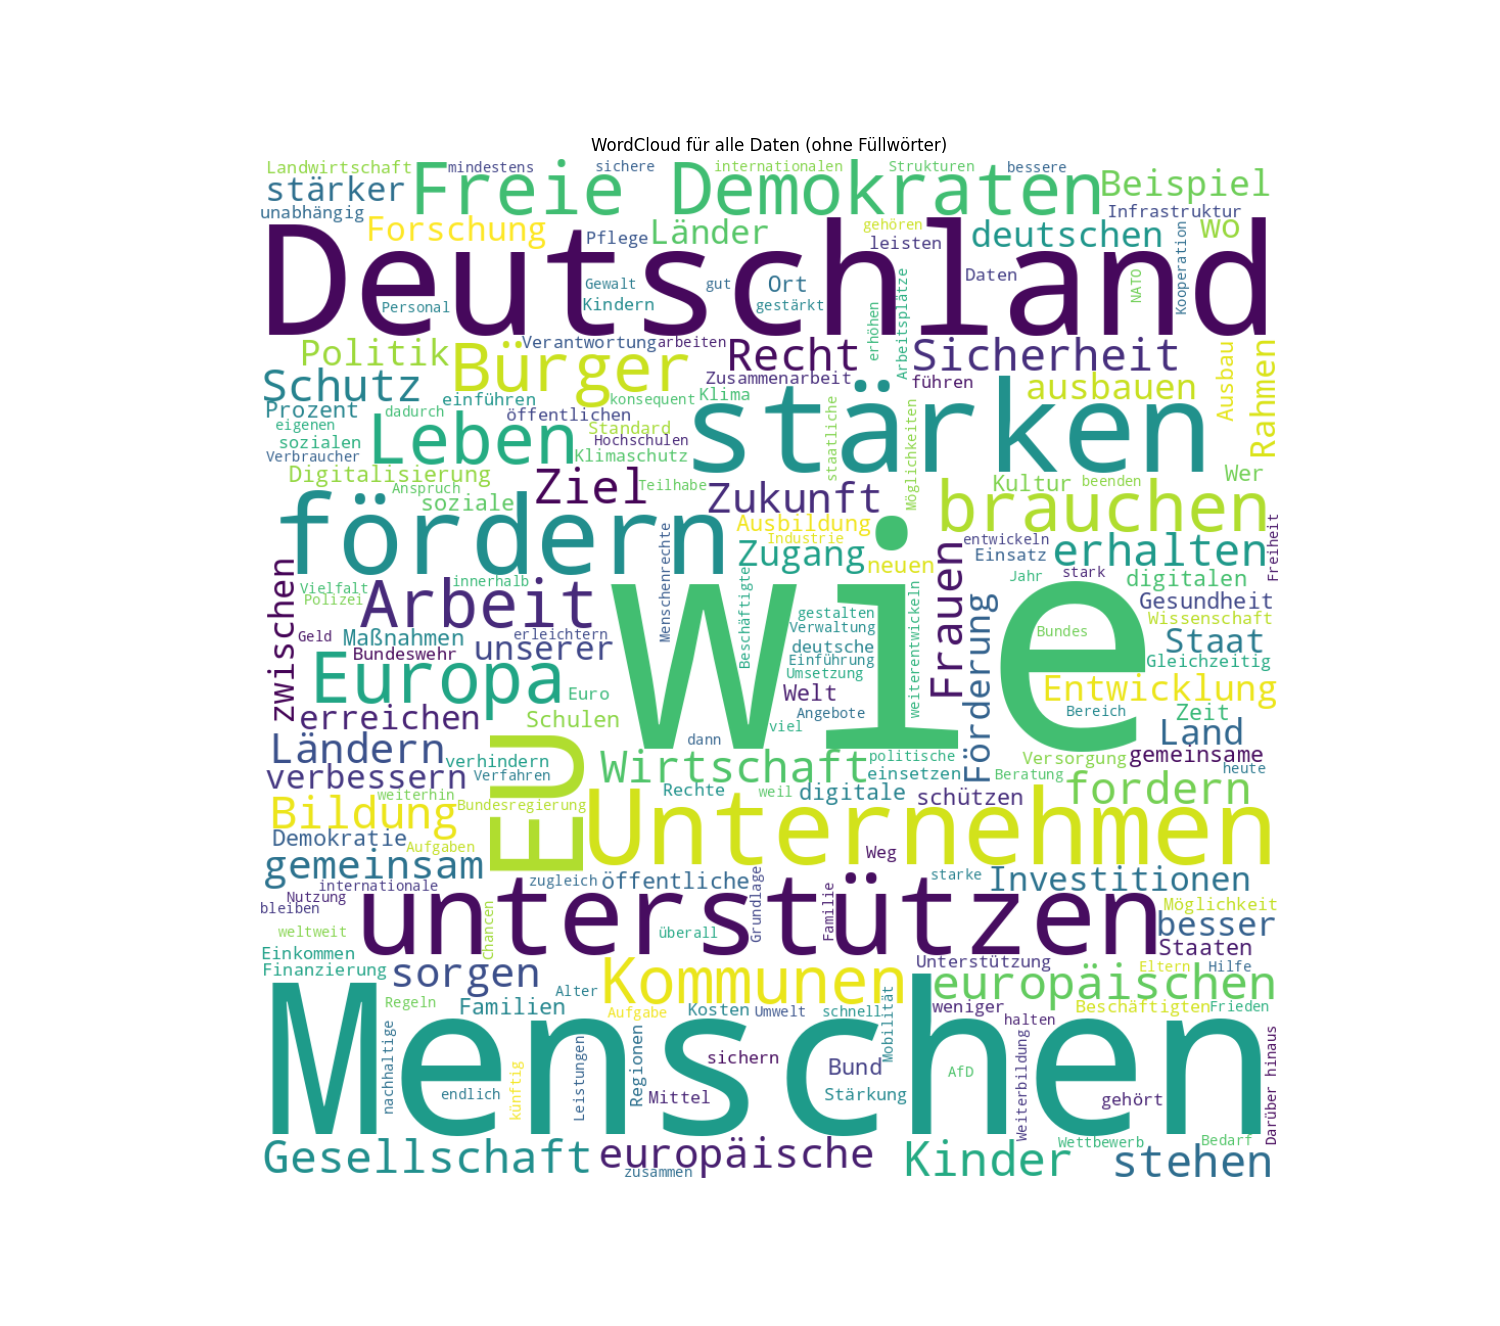 WordCloud für alle Daten (ohne Füllwörter)
Landwirtschaft
mindestens
sichere
internationalen
Strukturen
bessere
stärker
Freie Demokraten
Beispiel
unabhängig
Infrastruktur
Forschung
Pflege
Länder
gehören
leisten
deutschen
wo
Deutschland
Gewalt
gut
Ort
Daten
NATO
Kooperation
Personal
Kindern
gestärkt
erhöhen
Arbeitsplätze
Politik
Bürger
Verantwortung
arbeiten
Recht
Sicherheit
Ausbau
Rahmen
Schutz
Zusammenarbeit
führen
ausbauen
einführen
konsequent
Klima
Prozent
dadurch
öffentlichen
stärken
eigenen
Leben
Standard
staatliche
Möglichkeiten
sozialen
Hochschulen
Verbraucher
Klimaschutz
Digitalisierung
Ziel
Teilhabe
Zukunft
Kultur
beenden
Wer
Anspruch
soziale
brauchen
fördern
Ausbildung
Industrie
Zugang
neuen
entwickeln
Einsatz
erhalten
Freiheit
zwischen
Vielfalt
Polizei
innerhalb
Arbeit
Menschenrechte
Beschäftigte
wie
Frauen
Jahr
stark
digitalen
Gesundheit
Wissenschaft
Geld
Maßnahmen
erleichtern
gestalten
Verwaltung
weiterentwickeln
Förderung
Bundes
Staat
Bundeswehr
unserer
deutsche
Einführung
Umsetzung
Gleichzeitig
Europa
Euro
Welt
Entwicklung
erreichen
Schulen
Angebote
viel
Bereich
Zeit
Land
Ländern
EU
dann
verhindern
Wirtschaft
politische
Versorgung
gemeinsame
verbessern
Verfahren
einsetzen
Beratung
heute
weiterhin
Rechte
weil
digitale
schützen
fordern
Bildung
Bundesregierung
Unternehmen
Demokratie
Aufgaben
Weg
gemeinsam
internationale
zugleich
öffentliche
Grundlage
Familie
starke
Investitionen
Nutzung
bleiben
unterstützen
Möglichkeit
besser
weltweit
Chancen
überall
Staaten
Einkommen
Finanzierung
sorgen
Kommunen
Unterstützung
Eltern
Hilfe
europäischen
Menschen
Regeln
Familien
Alter
Aufgabe
Kosten
Umwelt
schnell
Mobilität
weniger
Beschäftigten
Frieden
halten
nachhaltige
Regionen
sichern
Bund
Weiterbildung
Darüber hinaus
endlich
künftig
Leistungen
Mittel
Stärkung
AfD
gehört
Gesellschaft
europäische
zusammen
Kinder
Wettbewerb
Bedarf
stehen